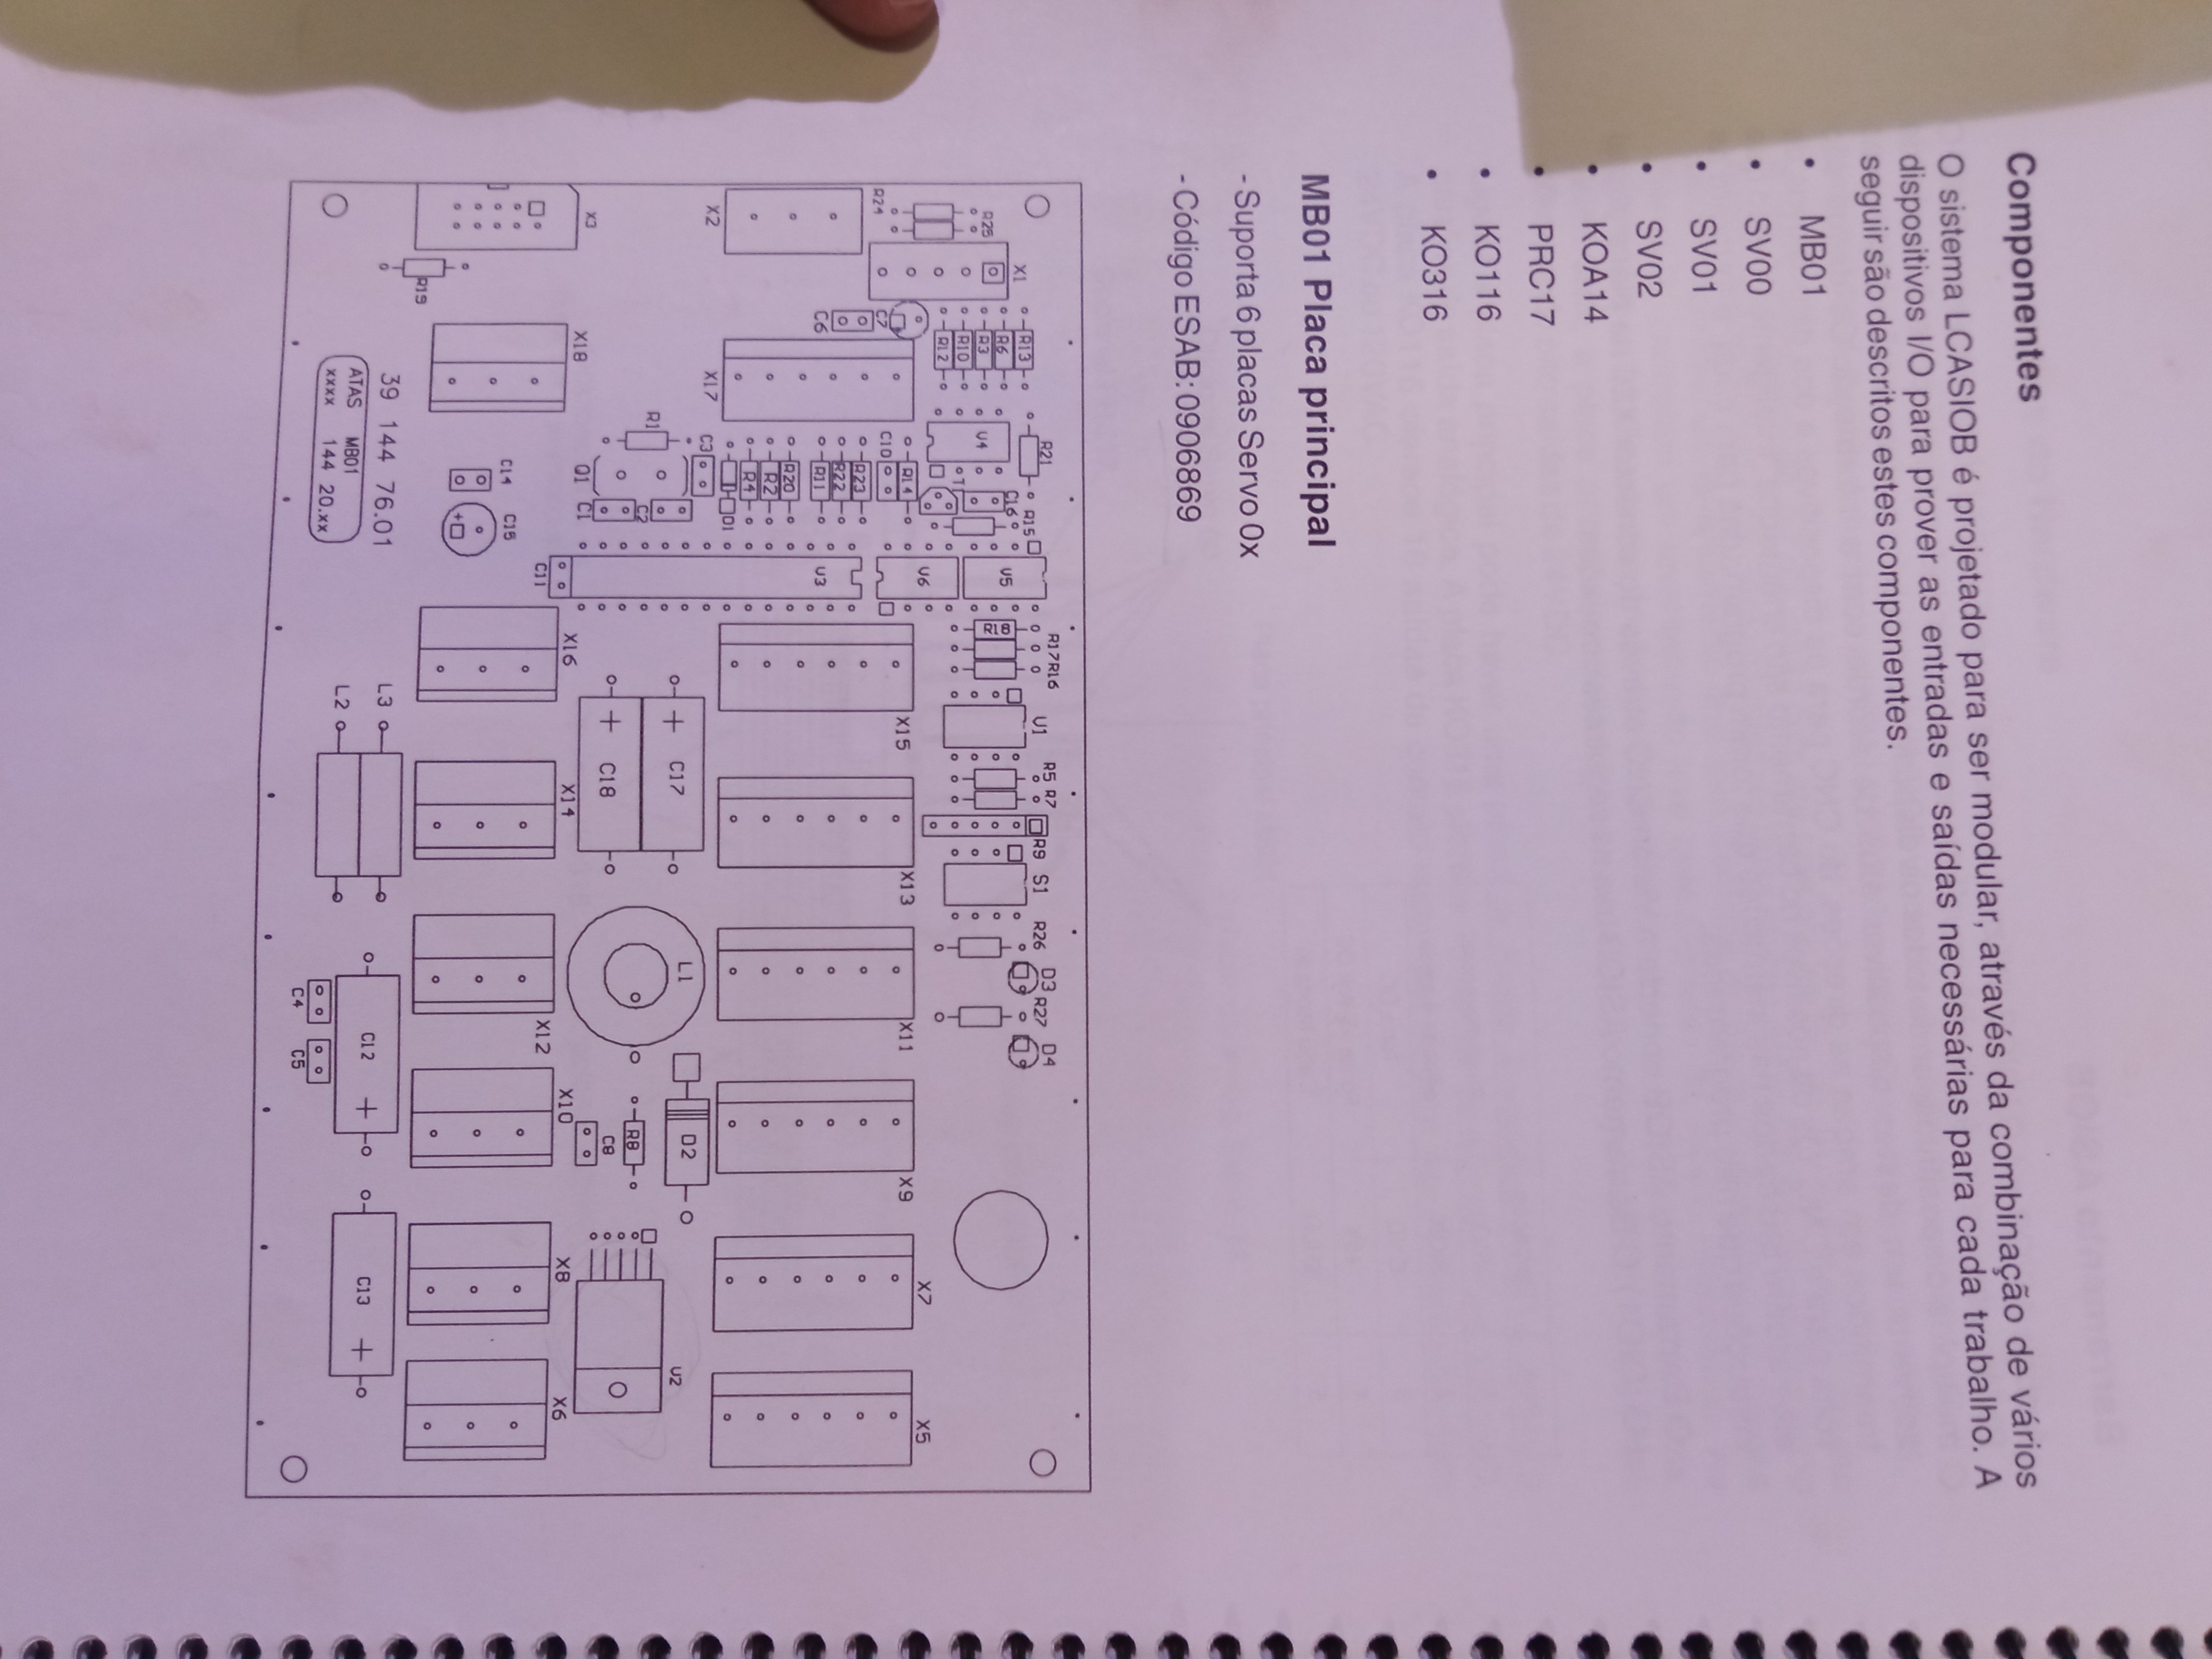 Componentes
O sistema LCASIOB é projetado para ser modular, através da combinação de vários
dispositivos I/O para prover as entradas e saídas necessárias para cada trabalho. A
seguir são descritos estes componentes.
• MB01
• SV00
• SV01
• SV02
• KOA14
• PRC17
• KO116
• KO316
MB01 Placa principal
- Suporta 6 placas Servo 0x
- Código ESAB: 0906869
R21 R17 R16 U1 R5 R7 R9 S1 R26 D3 R27 D4
X1 R13 R15 C16 U5 R18
R25 R6 U4
R3
R10
R12 U6
R24 C7 R14 X15 X13 X11 X9 X7 X5
C10
C6 R23
R22
R11 U3
R20
R2
R4
X2 X17 D1
C3 C17 L1 D2 U2
R1 C2 C18 R8
C8
X3 X18 Q1 C1 X16 X14 X12 X10 X8 X6
C11
C14 C15
+
R19
39 144 76.01 L3 C12 + C13 +
ATAS MB01 L2
xxxx 144 20.xx C4 C5